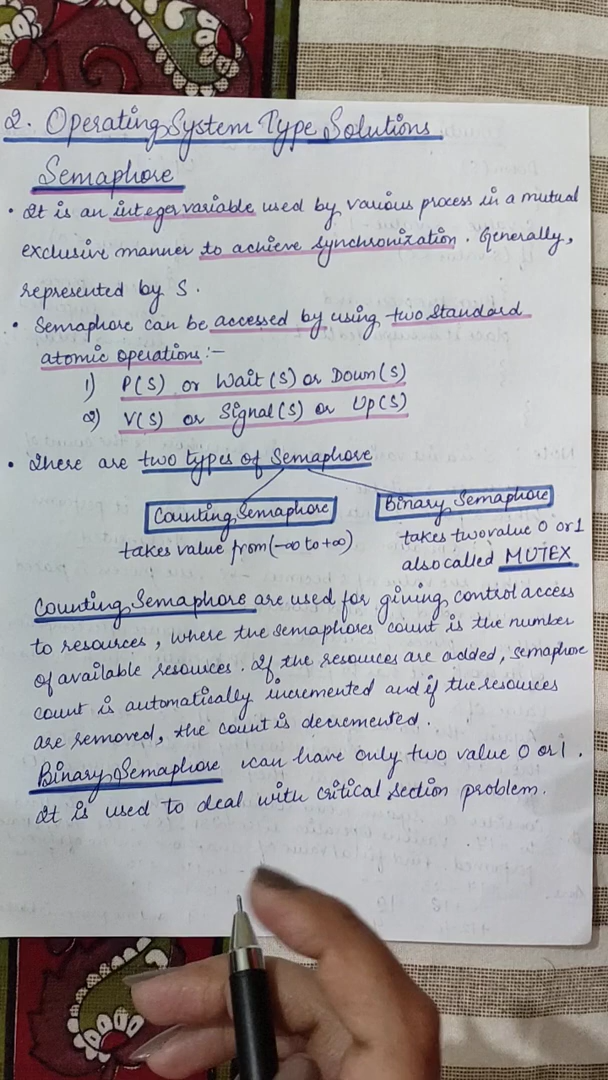 2. Operating System Type Solutions
Semaphore
• It is an integer variable used by various process in a mutual
exclusive manner to achieve synchronization. Generally,
represented by S.
• Semaphore can be accessed by using two standard
atomic operations :-
1) P(S) or Wait (S) or Down (S)
2) V(S) or Signal (S) or Up (S)
• There are two types of Semaphore
Counting Semaphore
takes value from (-∞ to +∞)
Binary Semaphore
takes two value 0 or 1
also called MUTEX
Counting Semaphore are used for giving control access
to resources, where the semaphores count is the number
of available resources. If the resources are added, semaphore
count is automatically incremented and if the resources
are removed, the count is decremented.
Binary Semaphore can have only two value 0 or 1.
It is used to deal with critical section problem.